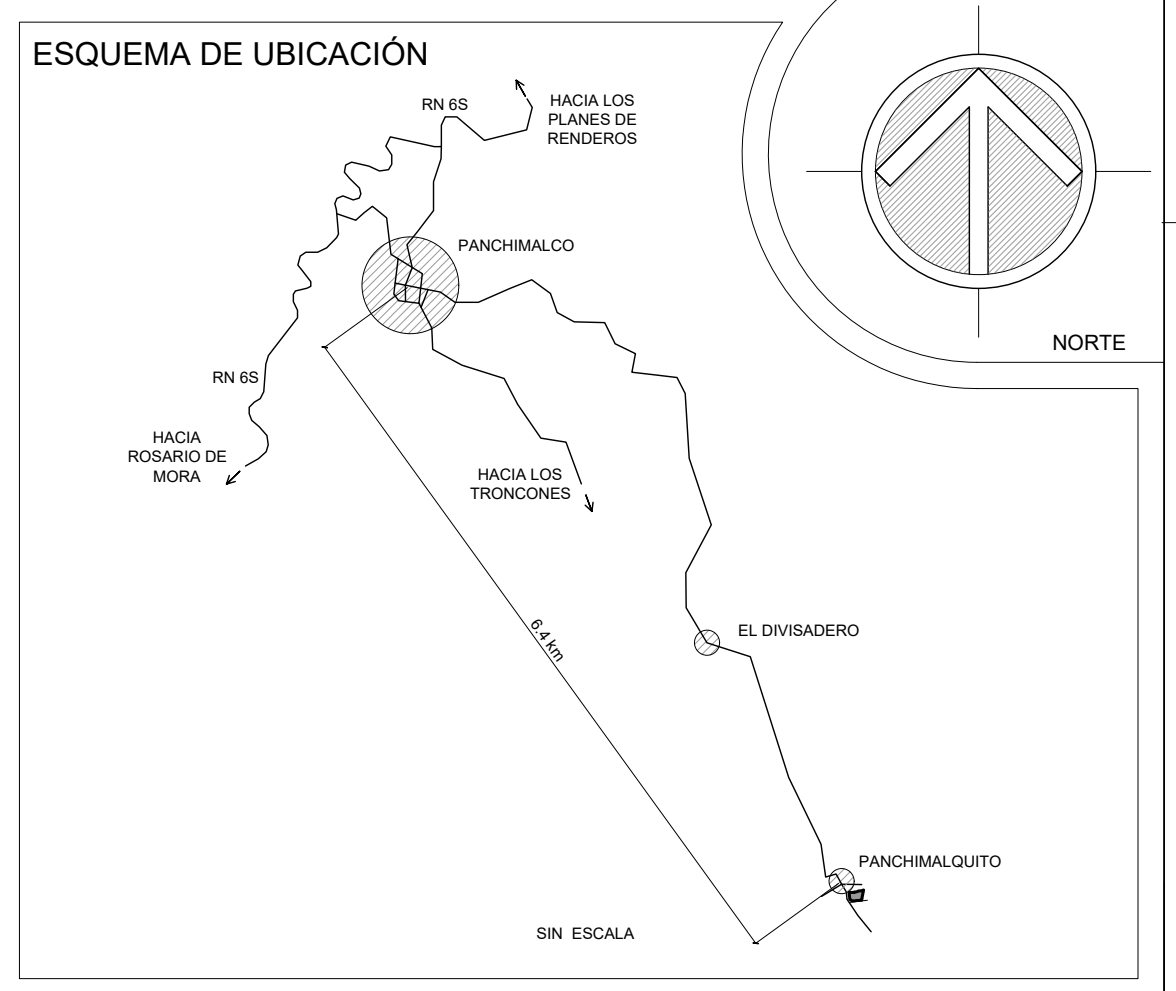 ESQUEMA DE UBICACIÓN
RN 6S
HACIA LOS
PLANES DE
RENDEROS
PANCHIMALCO
NORTE
RN 6S
HACIA
ROSARIO DE
MORA
HACIA LOS
TRONCONES
6.4 km
EL DIVISADERO
PANCHIMALQUITO
SIN ESCALA